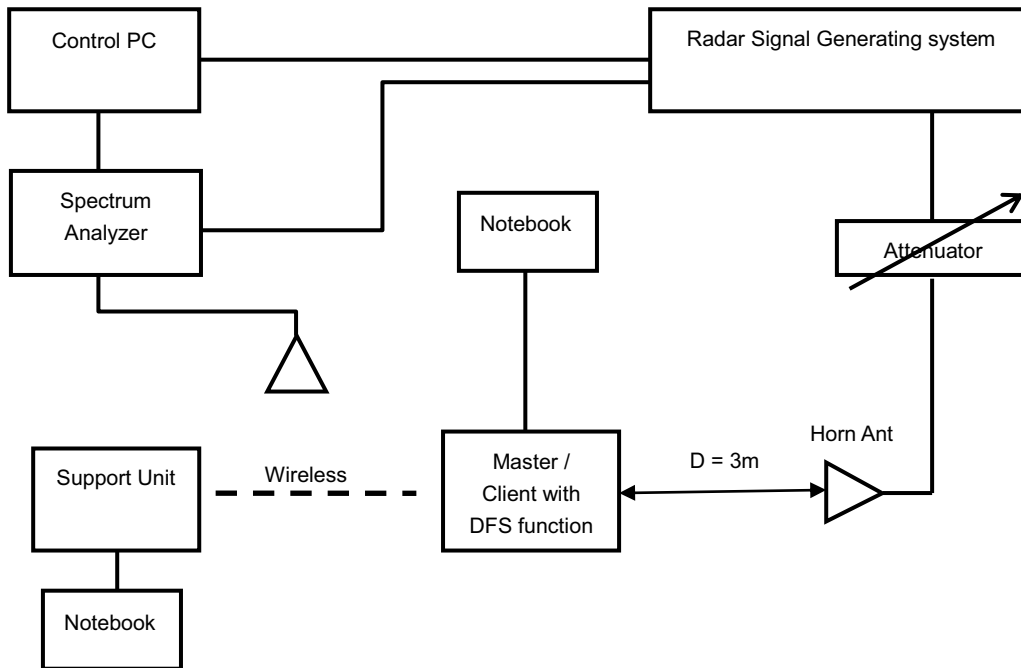 Control PC
Radar Signal Generating system
Spectrum
Analyzer
Notebook
Attenuator
Horn Ant
D = 3m
Support Unit
Wireless
Master /
Client with
DFS function
Notebook